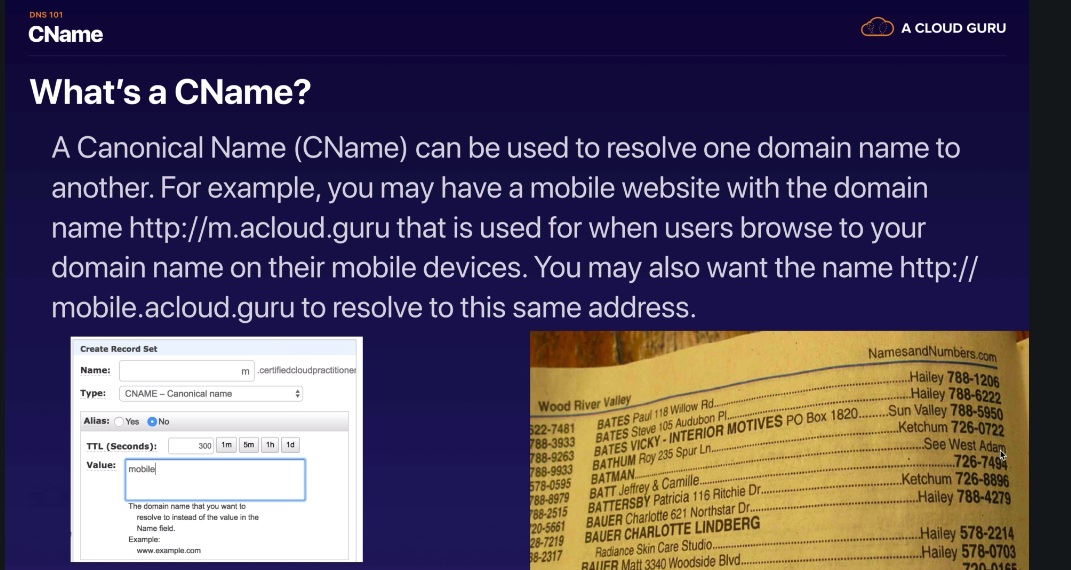 DNS 101
CName
A CLOUD GURU
What's a CName?
A Canonical Name (CName) can be used to resolve one domain name to
another. For example, you may have a mobile website with the domain
name http://m.acloud.guru that is used for when users browse to your
domain name on their mobile devices. You may also want the name http://
mobile.acloud.guru to resolve to this same address.
Create Record Set
Name: m .certifiedcloudpractitioner
Type: CNAME – Canonical name
Alias: Yes No
TTL (Seconds): 300 1m 5m 1h 1d
Value: mobile
The domain name that you want to
resolve to instead of the value in the
Name field.
Example:
www.example.com
NamesandNumbers.com
Wood River Valley
622-7481
788-3933
788-9263
788-9933
578-0595
788-8979
788-2515
720-5661
28-7219
8-2317
BATES Paul 118 Willow Rd Hailey 788-1206
BATES Steve 105 Audubon Pl Hailey 788-6222
BATES VICKY - INTERIOR MOTIVES PO Box 1820 Sun Valley 788-5950
BATHUM Roy 235 Spur Ln Ketchum 726-0722
BATMAN See West Adam
BATT Jeffrey & Camille 726-7494
BATTERSBY Patricia 116 Ritchie Dr Ketchum 726-8896
BAUER Charlotte 621 Northstar Dr Hailey 788-4279
BAUER CHARLOTTE LINDBERG
Radiance Skin Care Studio Hailey 578-2214
BAUER Matt 3340 Woodside Blvd Hailey 578-0703